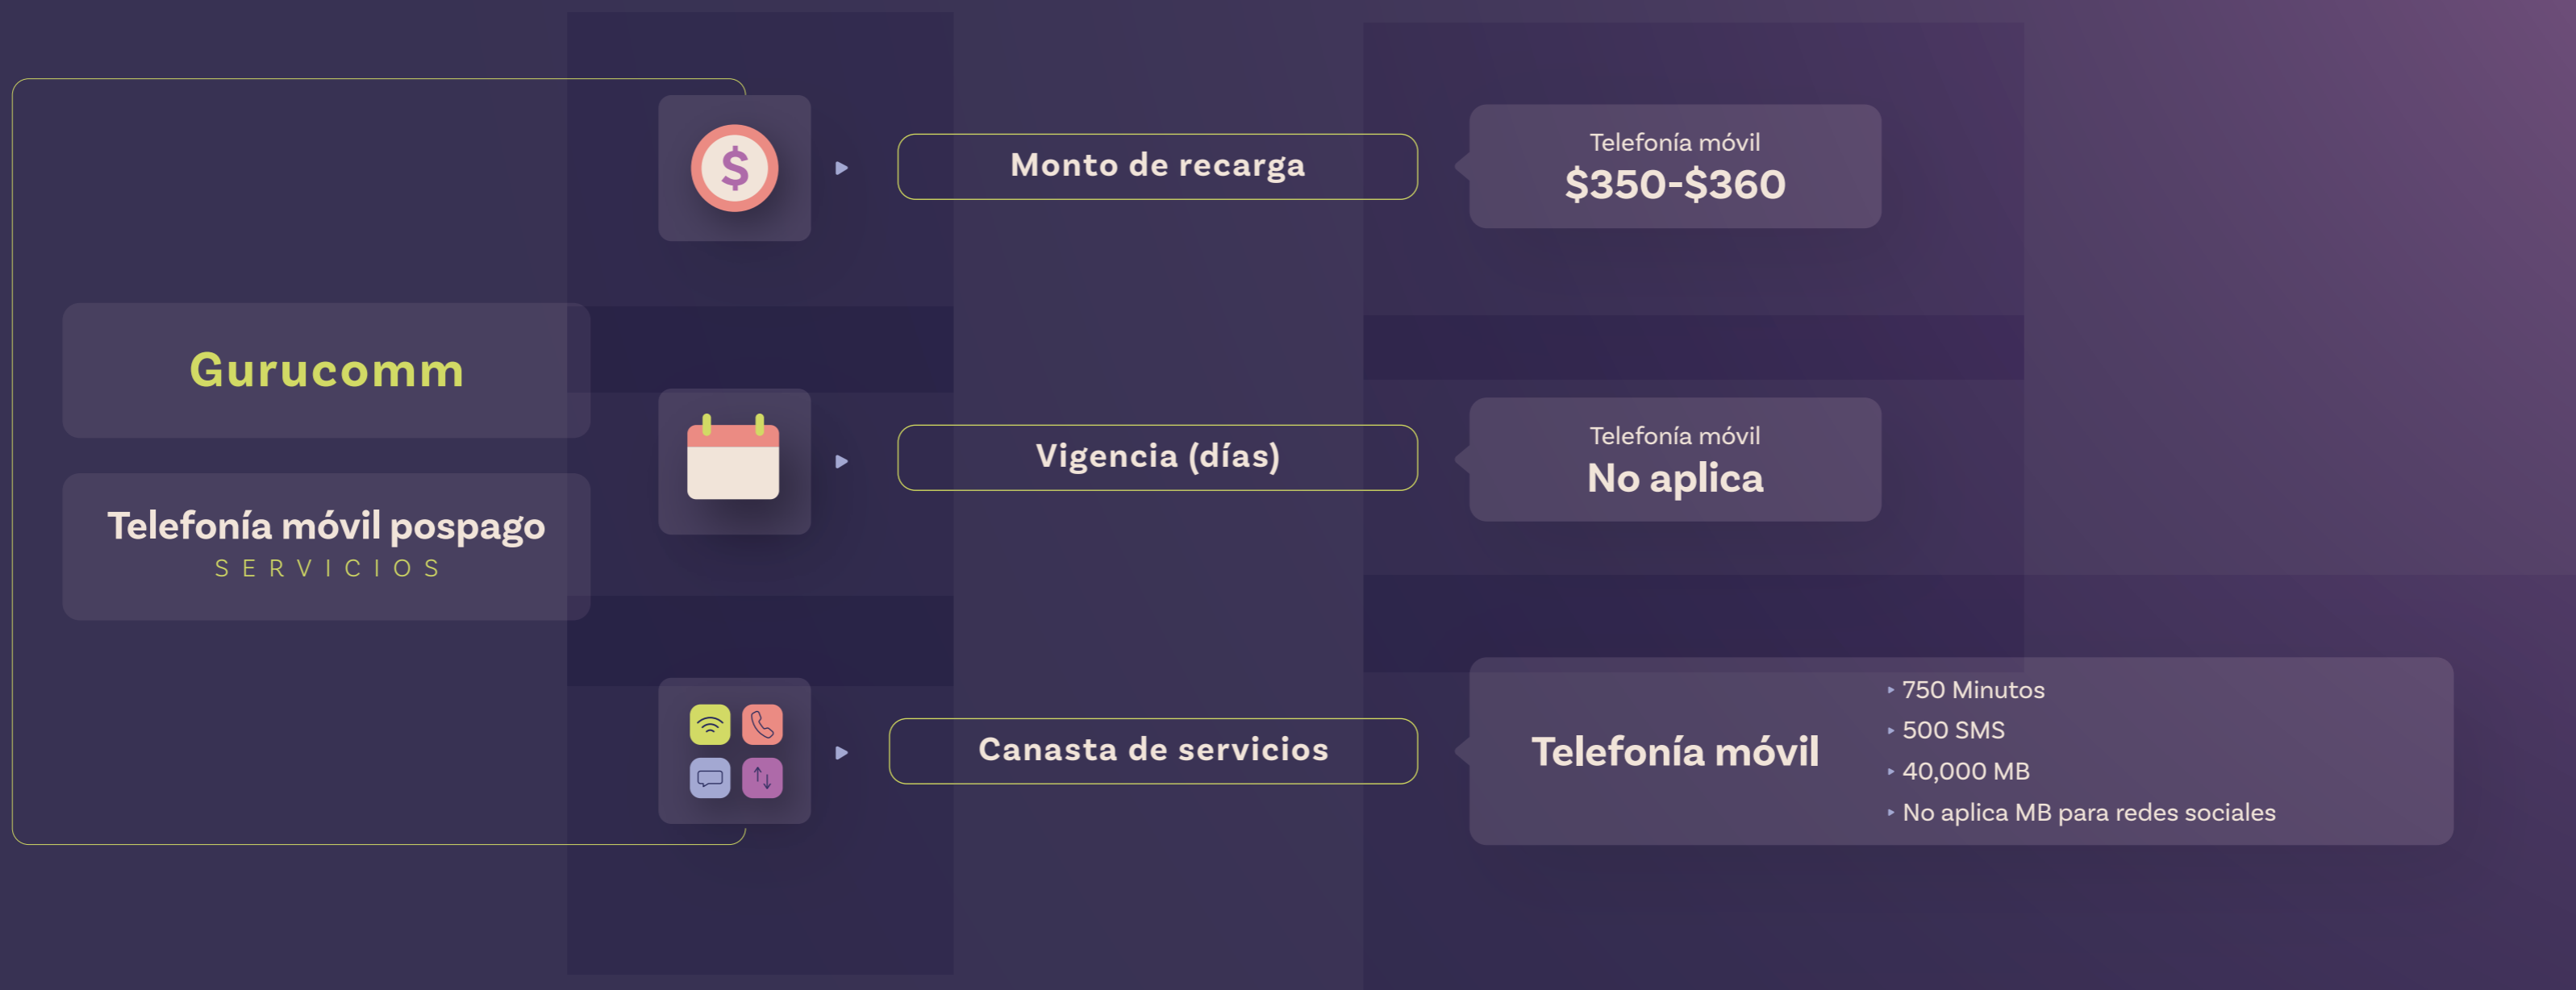 Gurucomm
Telefonía móvil pospago
SERVICIOS
$
Monto de recarga
Telefonía móvil
$350-$360
Vigencia (días)
Telefonía móvil
No aplica
Canasta de servicios
Telefonía móvil
750 Minutos
500 SMS
40,000 MB
No aplica MB para redes sociales